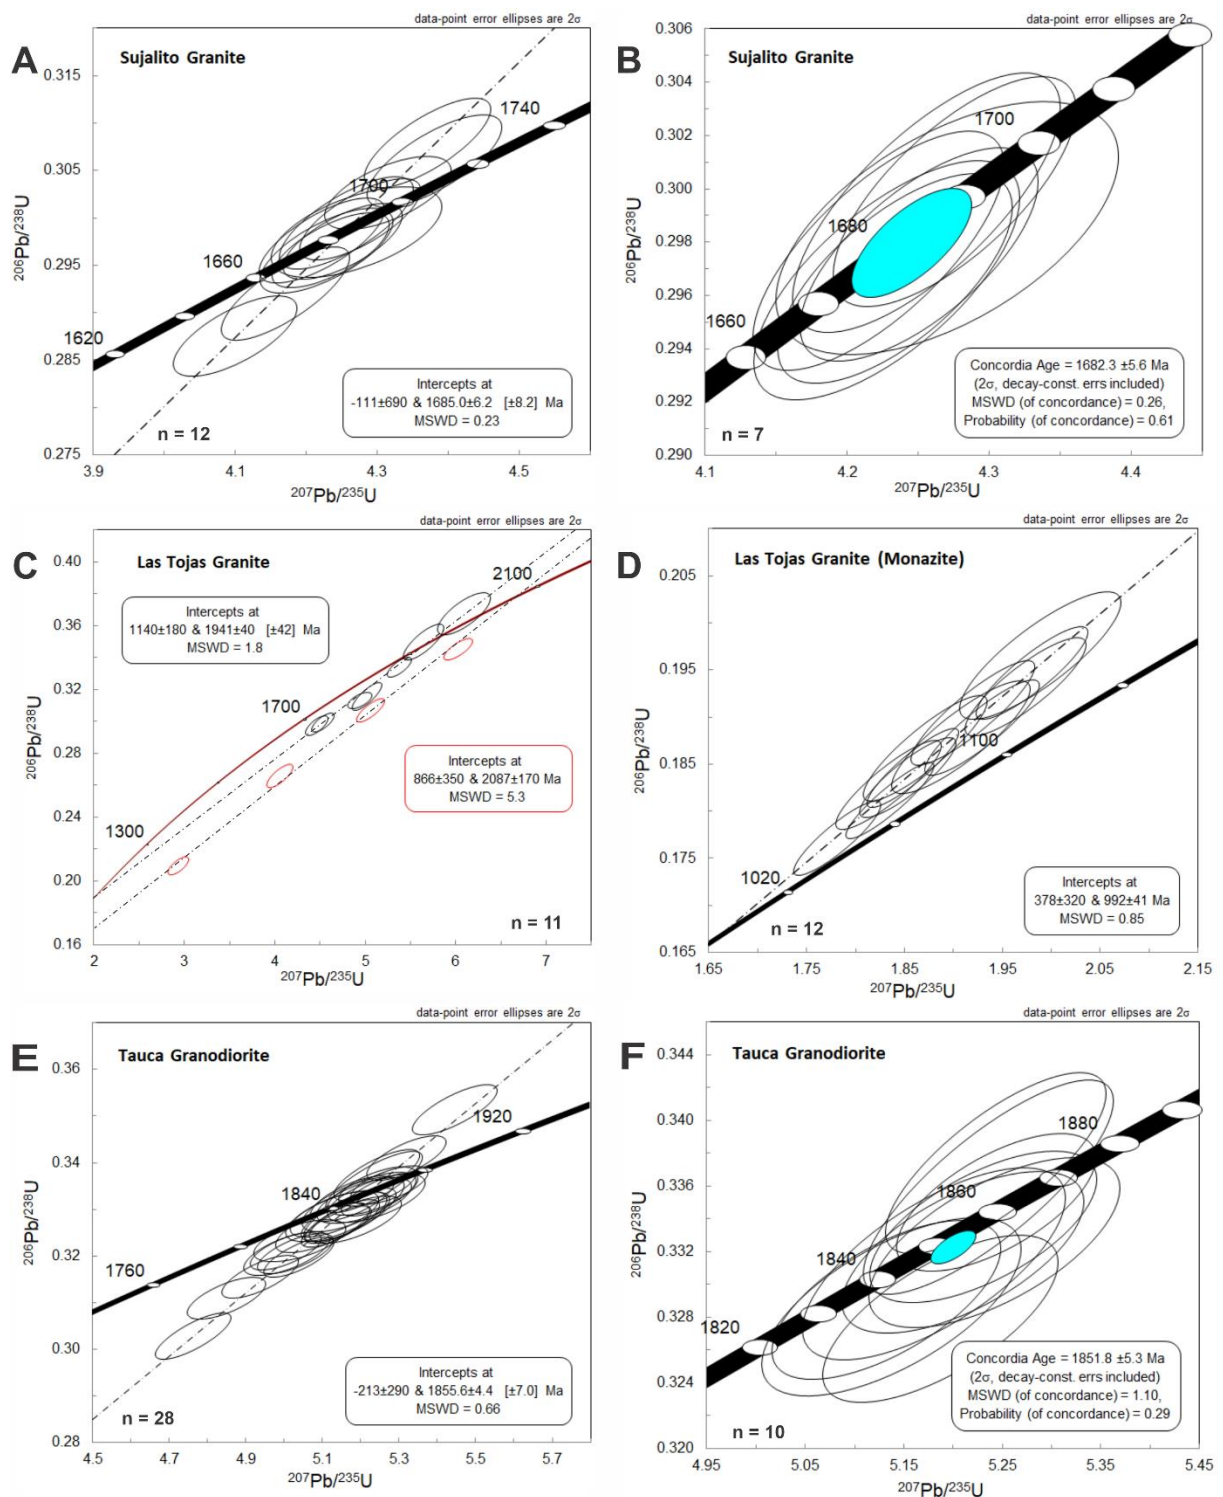 data-point error ellipses are 2σ
A
Sujalito Granite
0.315
0.305
0.295
0.285
0.275
²⁰⁶Pb/²³⁸U
1740
1700
1660
1620
Intercepts at
-111±690 & 1685.0±6.2 [±8.2] Ma
MSWD = 0.23
n = 12
3.9 4.1 4.3 4.5
²⁰⁷Pb/²³⁵U
data-point error ellipses are 2σ
B
Sujalito Granite
0.306
0.304
0.302
0.300
0.298
0.296
0.294
0.292
0.290
²⁰⁶Pb/²³⁸U
1700
1680
1660
Concordia Age = 1682.3 ±5.6 Ma
(2σ, decay-const. errs included)
MSWD (of concordance) = 0.26,
Probability (of concordance) = 0.61
n = 7
4.1 4.2 4.3 4.4
²⁰⁷Pb/²³⁵U
data-point error ellipses are 2σ
C
Las Tojas Granite
0.40
0.36
0.32
0.28
0.24
0.20
0.16
²⁰⁶Pb/²³⁸U
2100
1700
1300
Intercepts at
1140±180 & 1941±40 [±42] Ma
MSWD = 1.8
Intercepts at
866±350 & 2087±170 Ma
MSWD = 5.3
n = 11
2 3 4 5 6 7
²⁰⁷Pb/²³⁵U
data-point error ellipses are 2σ
D
Las Tojas Granite (Monazite)
0.205
0.195
0.185
0.175
0.165
²⁰⁶Pb/²³⁸U
1100
1020
Intercepts at
378±320 & 992±41 Ma
MSWD = 0.85
n = 12
1.65 1.75 1.85 1.95 2.05 2.15
²⁰⁷Pb/²³⁵U
data-point error ellipses are 2σ
E
Tauca Granodiorite
0.36
0.34
0.32
0.30
0.28
²⁰⁶Pb/²³⁸U
1920
1840
1760
Intercepts at
-213±290 & 1855.6±4.4 [±7.0] Ma
MSWD = 0.66
n = 28
4.5 4.7 4.9 5.1 5.3 5.5 5.7
²⁰⁷Pb/²³⁵U
data-point error ellipses are 2σ
F
Tauca Granodiorite
0.344
0.340
0.336
0.332
0.328
0.324
0.320
²⁰⁶Pb/²³⁸U
1880
1860
1840
1820
Concordia Age = 1851.8 ±5.3 Ma
(2σ, decay-const. errs included)
MSWD (of concordance) = 1.10,
Probability (of concordance) = 0.29
n = 10
4.95 5.05 5.15 5.25 5.35 5.45
²⁰⁷Pb/²³⁵U